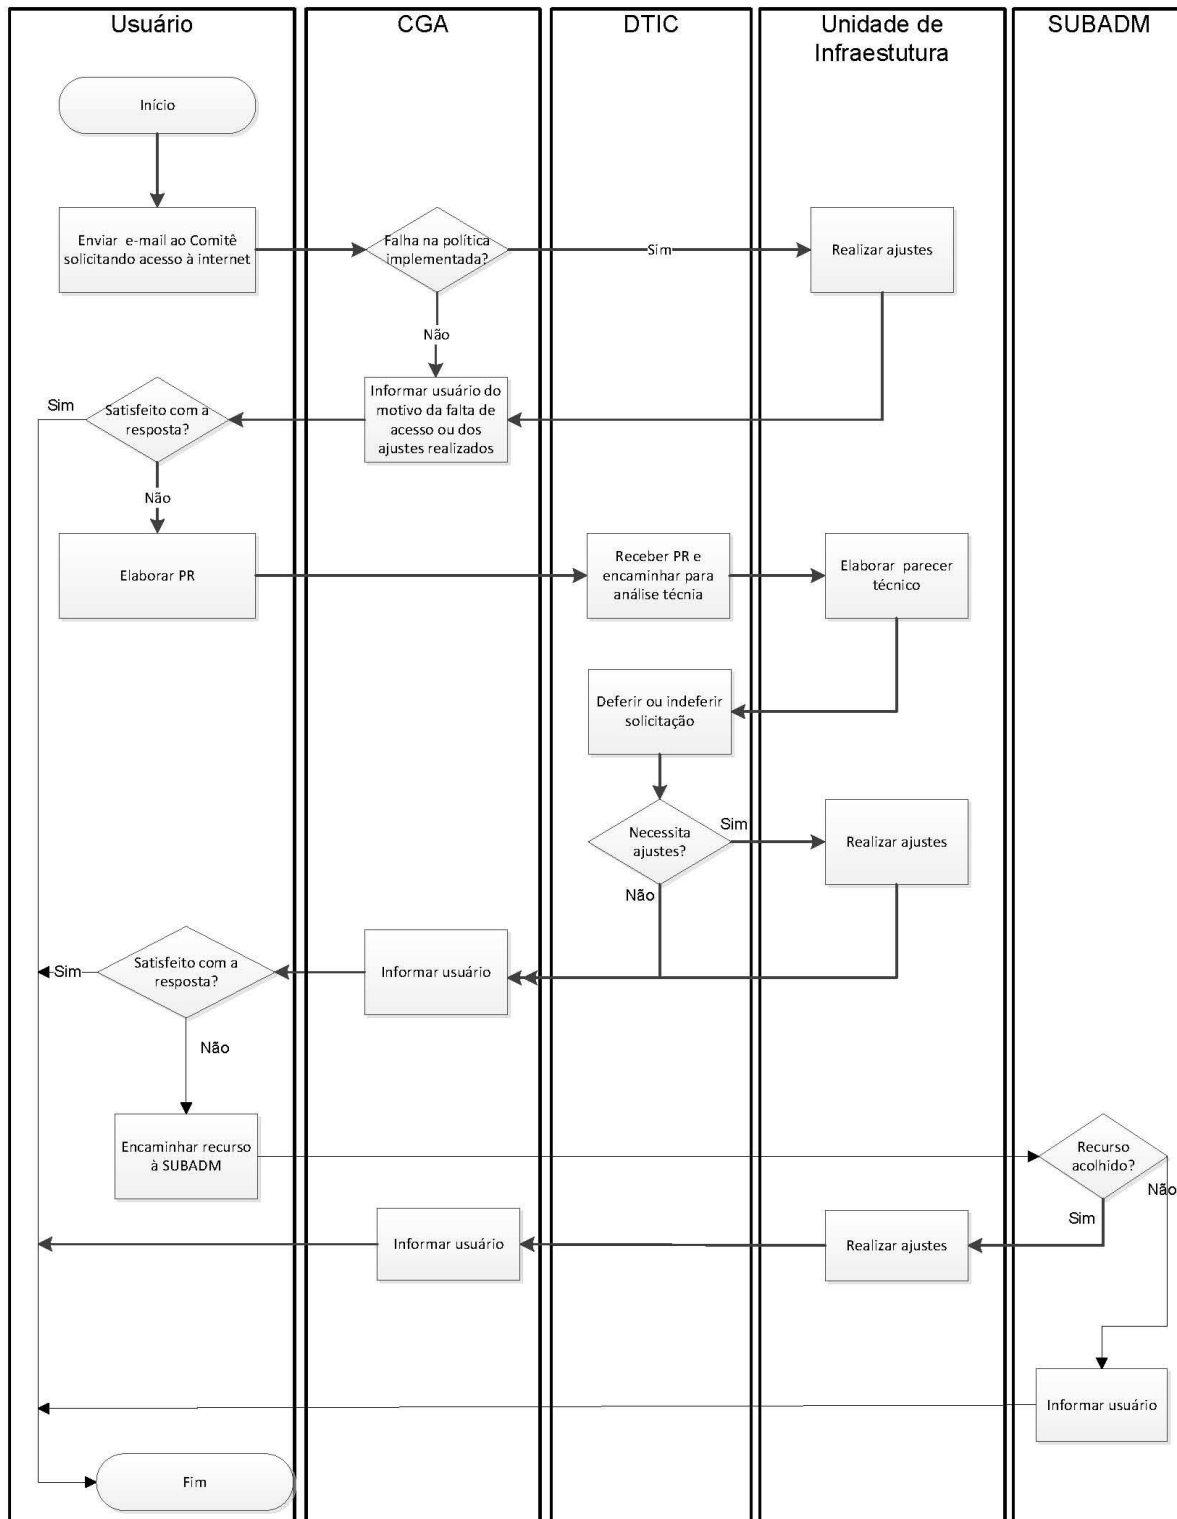 Usuário
CGA
DTIC
Unidade de
Infraestutura
SUBADM
Início
Enviar e-mail ao Comitê
solicitando acesso à internet
Falha na política
implementada?
Sim
Realizar ajustes
Não
Sim
Satisfeito com a
resposta?
Informar usuário do
motivo da falta de
acesso ou dos
ajustes realizados
Não
Elaborar PR
Receber PR e
encaminhar para
análise técnia
Elaborar parecer
técnico
Deferir ou indeferir
solicitação
Necessita
ajustes?
Sim
Realizar ajustes
Não
Sim
Satisfeito com a
resposta?
Informar usuário
Não
Encaminhar recurso
à SUBADM
Recurso
acolhido?
Não
Sim
Informar usuário
Realizar ajustes
Informar usuário
Fim